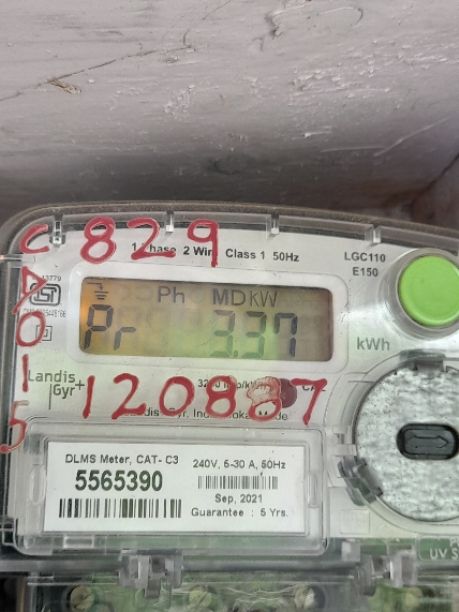 C 829
1 Phase 2 Wire Class 1 50Hz
LGC110
E150
CA015
Ph MD kW
Pr 3.37
kWh
Landis
Gyr+
120887
DLMS Meter, CAT- C3
5565390
240V, 5-30 A, 50Hz
Sep, 2021
Guarantee : 5 Yrs.